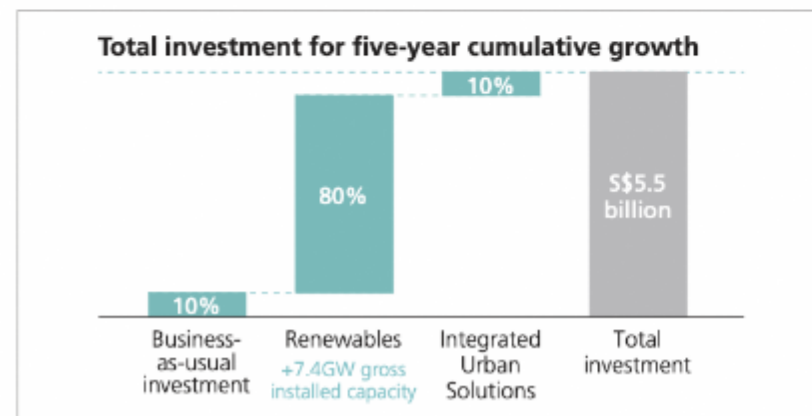 Total investment for five-year cumulative growth
10%
80%
10%
S$5.5
billion
Business-
as-usual
investment
Renewables
+7.4GW gross
installed capacity
Integrated
Urban
Solutions
Total
investment